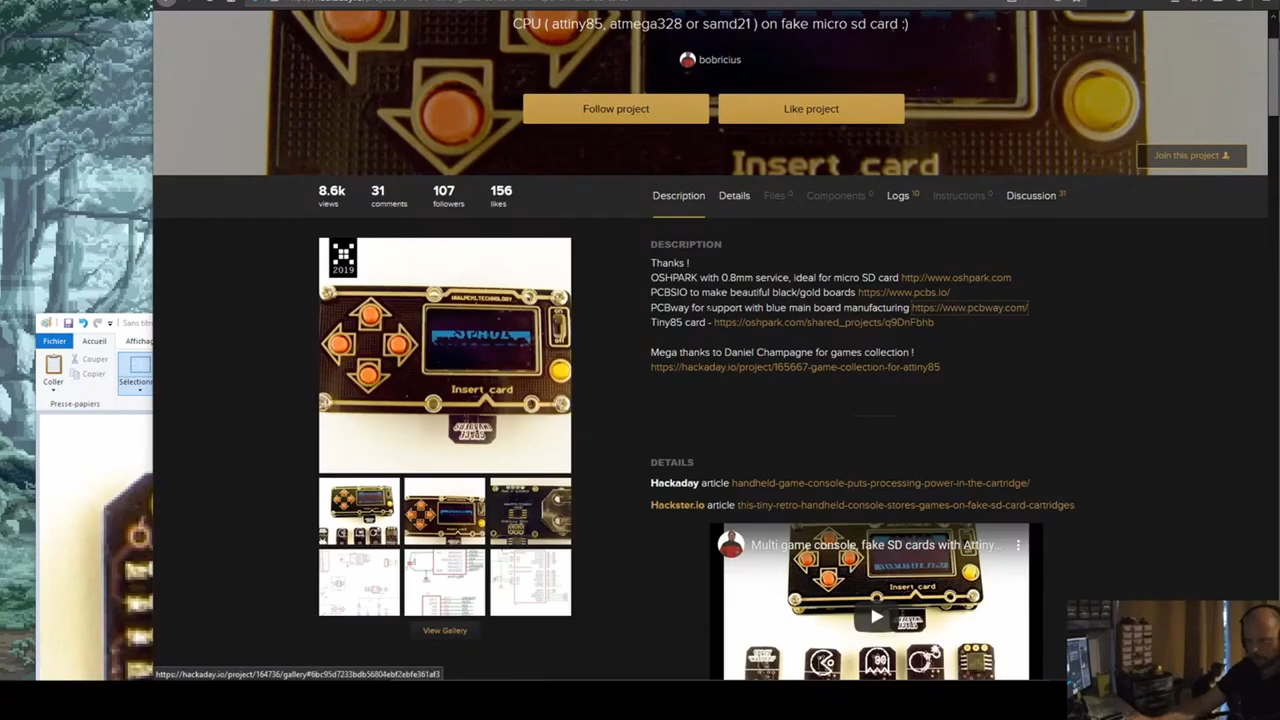 CPU ( attiny85, atmega328 or samd21 ) on fake micro sd card :)
bobricius
Follow project
Like project
Insert card
Join this project
8.6k
31
107
156
views
comments
followers
likes
Description
Details
Files 0
Components 0
Logs 10
Instructions 0
Discussion 31
2019
Insert card
DESCRIPTION
Thanks !
OSHPARK with 0.8mm service, ideal for micro SD card http://www.oshpark.com
PCBSIO to make beautiful black/gold boards https://www.pcbs.io/
PCBway for support with blue main board manufacturing https://www.pcbway.com/
Tiny85 card - https://oshpark.com/shared_projects/q9DnFbhb
Mega thanks to Daniel Champagne for games collection !
https://hackaday.io/project/165667-game-collection-for-attiny85
DETAILS
Hackaday article handheld-game-console-puts-processing-power-in-the-cartridge/
Hackster.io article this-tiny-retro-handheld-console-stores-games-on-fake-sd-card-cartridges
Multi game console, fake SD cards with Attiny...
Insert card
View Gallery
https://hackaday.io/project/164736/gallery#6bc95d7233bdb56804ebf2ebfe361af3
Sans titre
Fichier
Accueil
Affichage
Coller
Couper
Copier
Sélectionner
Presse-papiers